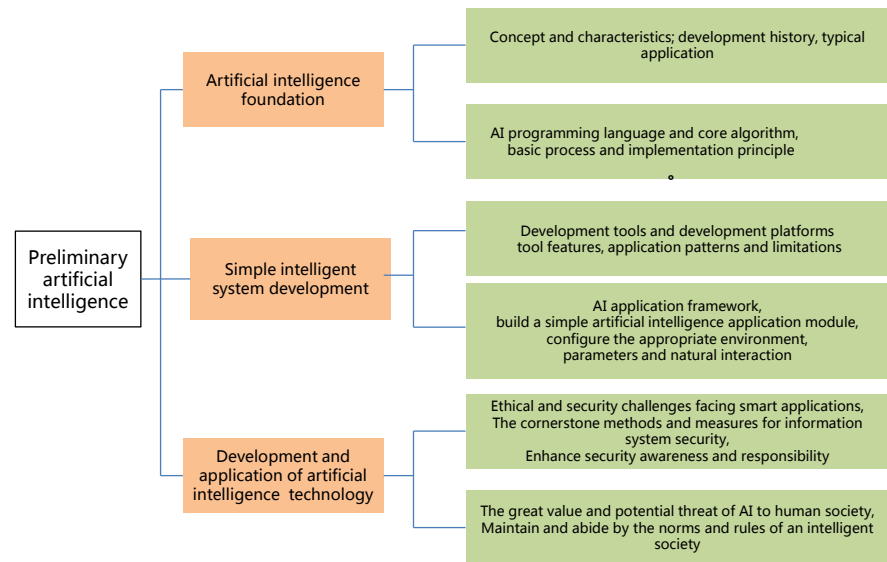 Preliminary
artificial
intelligence
Artificial intelligence
foundation
Concept and characteristics; development history, typical
application
AI programming language and core algorithm,
basic process and implementation principle
。
Simple intelligent
system development
Development tools and development platforms
tool features, application patterns and limitations
AI application framework,
build a simple artificial intelligence application module,
configure the appropriate environment,
parameters and natural interaction
Development and
application of artificial
intelligence technology
Ethical and security challenges facing smart applications,
The cornerstone methods and measures for information
system security,
Enhance security awareness and responsibility
The great value and potential threat of AI to human society,
Maintain and abide by the norms and rules of an intelligent
society